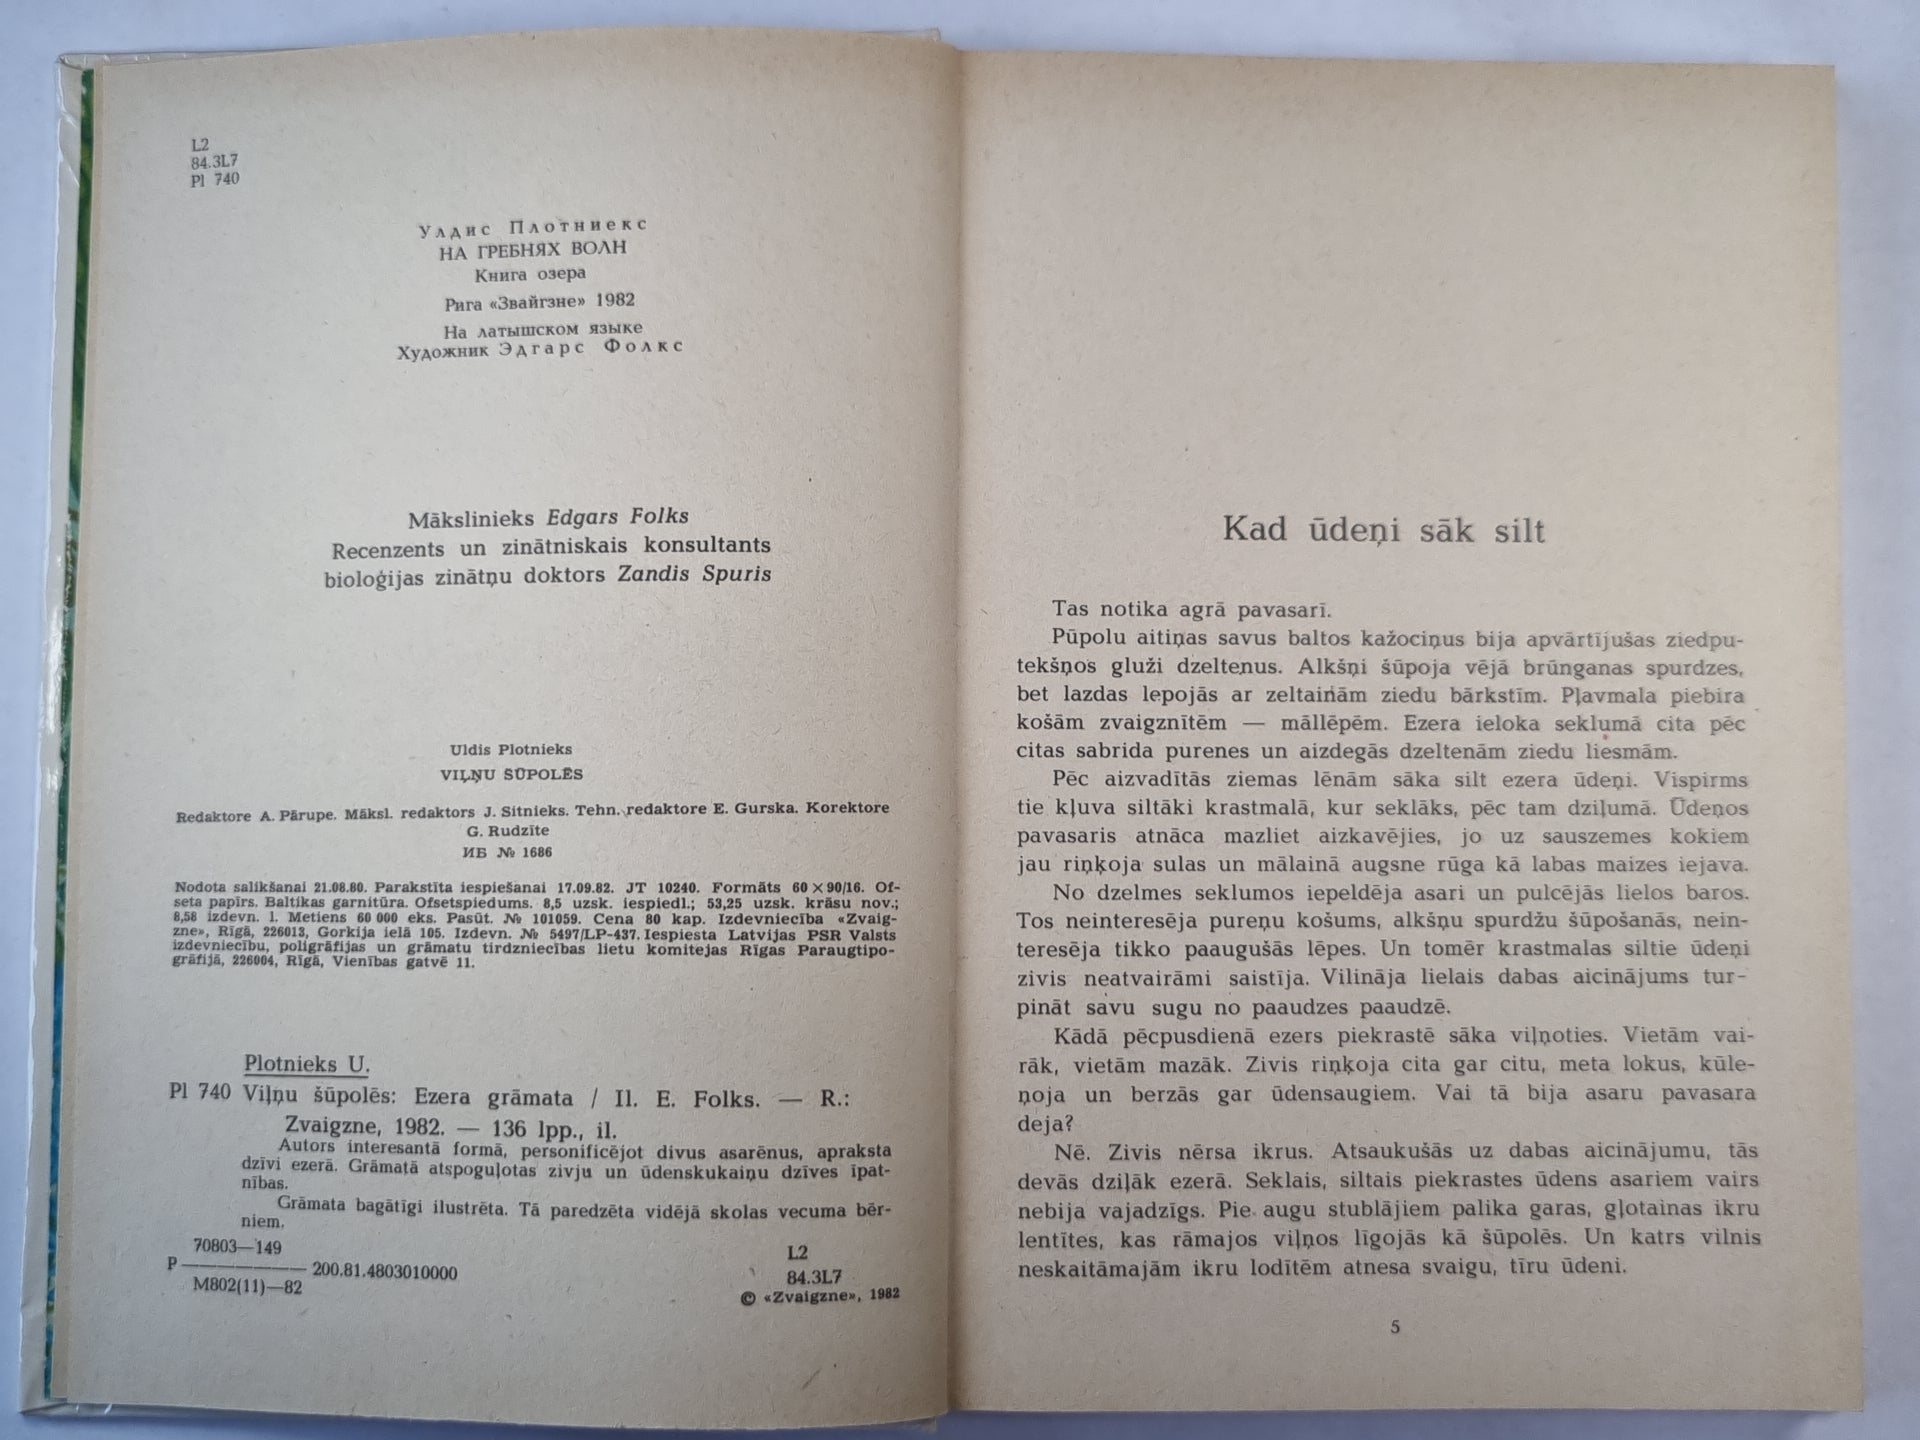 L2
84.3L7
Pl 740
Улдис Плотниекс
НА ГРЕБНЯХ ВОЛН
Книга озера
Рига «Звайгзне» 1982
На латышском языке
Художник Эдгарс Фолкс
Mākslinieks Edgars Folks
Recenzents un zinātniskais konsultants
bioloģijas zinātņu doktors Zandis Spuris
Uldis Plotnieks
VIĻŅU ŠŪPOLĒS
Redaktore A. Pārupe. Māksl. redaktors J. Sitnieks. Tehn. redaktore E. Gurska. Korektore
G. Rudzīte
ИБ № 1686
Nodota salikšanai 21.08.80. Parakstīta iespiešanai 17.09.82. JT 10240. Formāts 60×90/16. Of-
seta papīrs. Baltikas garnitūra. Ofsetspiedums. 8,5 uzsk. iespiedl.; 53,25 uzsk. krāsu nov.;
8,58 izdevn. l. Metiens 60 000 eks. Pasūt. № 101059. Cena 80 kap. Izdevniecība «Zvaig-
zne», Rīgā, 226013, Gorkija ielā 105. Izdevn. № 5497/LP-437. Iespiesta Latvijas PSR Valsts
izdevniecību, poligrāfijas un grāmatu tirdzniecības lietu komitejas Rīgas Paraugtipo-
grāfijā, 226004, Rīgā, Vienības gatvē 11.
Plotnieks U.
Pl 740 Viļņu šūpolēs: Ezera grāmata / Il. E. Folks. — R.:
Zvaigzne, 1982. — 136 lpp., il.
Autors interesantā formā, personificējot divus asarēnus, apraksta
dzīvi ezerā. Grāmatā atspoguļotas zivju un ūdenskukaiņu dzīves īpat-
nības.
Grāmata bagātīgi ilustrēta. Tā paredzēta vidējā skolas vecuma bēr-
niem.
70803—149
P ———— 200.81.4803010000
M802(11)—82
L2
84.3L7
© «Zvaigzne», 1982
Kad ūdeņi sāk silt
Tas notika agrā pavasarī.
Pūpolu aitiņas savus baltos kažociņus bija apvārtījušas ziedpu-
tekšņos gluži dzeltenus. Alkšņi šūpoja vējā brūnganas spurdzes,
bet lazdas lepojās ar zeltainām ziedu bārkstīm. Pļavmala piebira
košām zvaigznītēm — māllēpēm. Ezera ieloka seklumā cita pēc
citas sabrida purenes un aizdegās dzeltenām ziedu liesmām.
Pēc aizvadītās ziemas lēnām sāka silt ezera ūdeņi. Vispirms
tie kļuva siltāki krastmalā, kur seklāks, pēc tam dziļumā. Ūdeņos
pavasaris atnāca mazliet aizkavējies, jo uz sauszemes kokiem
jau riņķoja sulas un mālainā augsne rūga kā labas maizes iejava.
No dzelmes seklumos iepeldēja asari un pulcējās lielos baros.
Tos neinteresēja pureņu košums, alkšņu spurdžu šūpošanās, nein-
teresēja tikko paaugušās lēpes. Un tomēr krastmalas siltie ūdeņi
zivis neatvairāmi saistīja. Vilināja lielais dabas aicinājums tur-
pināt savu sugu no paaudzes paaudzē.
Kādā pēcpusdienā ezers piekrastē sāka viļņoties. Vietām vai-
rāk, vietām mazāk. Zivis riņķoja cita gar citu, meta lokus, kūle-
ņoja un berzās gar ūdensaugiem. Vai tā bija asaru pavasara
deja?
Nē. Zivis nērsa ikrus. Atsaukušās uz dabas aicinājumu, tās
devās dziļāk ezerā. Seklais, siltais piekrastes ūdens asariem vairs
nebija vajadzīgs. Pie augu stublājiem palika garas, gļotainas ikru
lentītes, kas rāmajos viļņos līgojās kā šūpolēs. Un katrs vilnis
neskaitāmajām ikru lodītēm atnesa svaigu, tīru ūdeni.
5